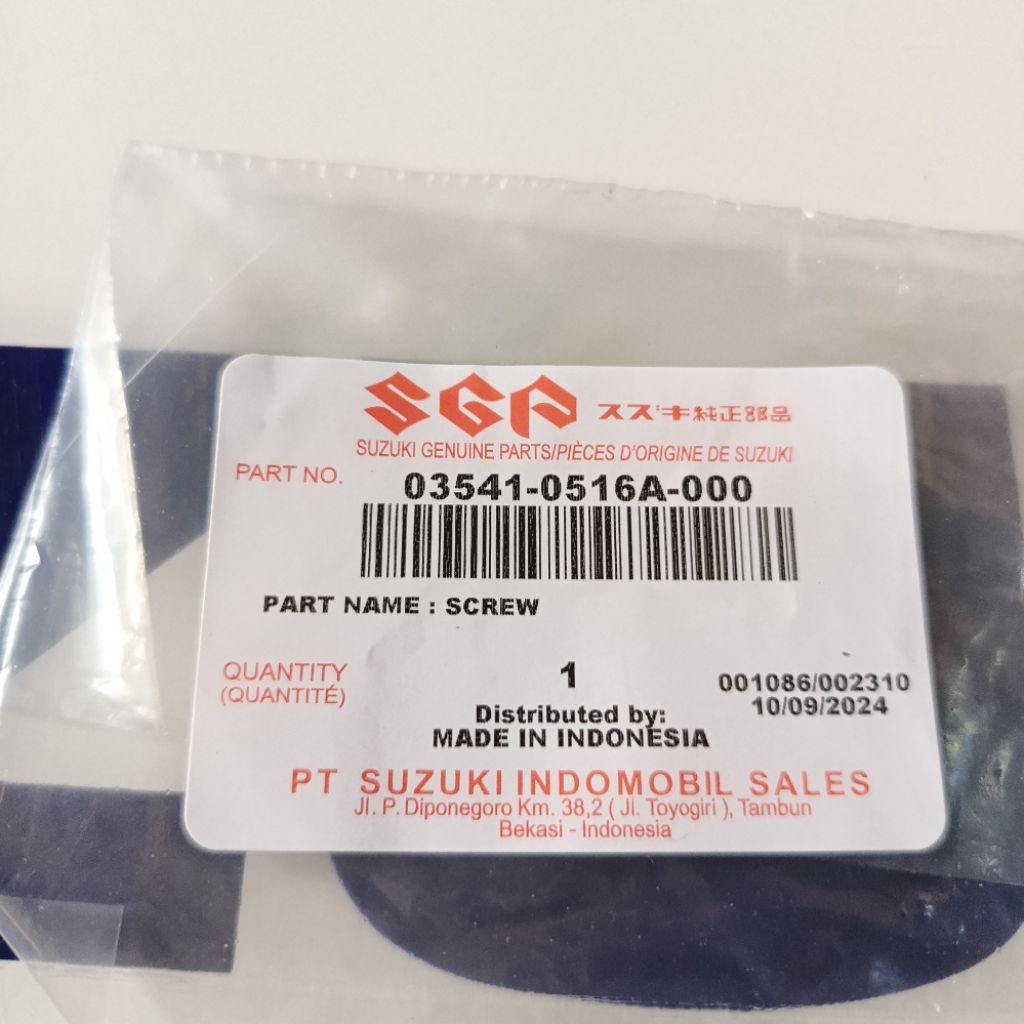 SGP スズキ純正部品
SUZUKI GENUINE PARTS/PIÈCES D'ORIGINE DE SUZUKI
PART NO. 03541-0516A-000
PART NAME : SCREW
QUANTITY 1 001086/002310
(QUANTITÉ) 10/09/2024
Distributed by:
MADE IN INDONESIA
PT SUZUKI INDOMOBIL SALES
Jl. P. Diponegoro Km. 38,2 ( Jl. Toyogiri ), Tambun
Bekasi - Indonesia